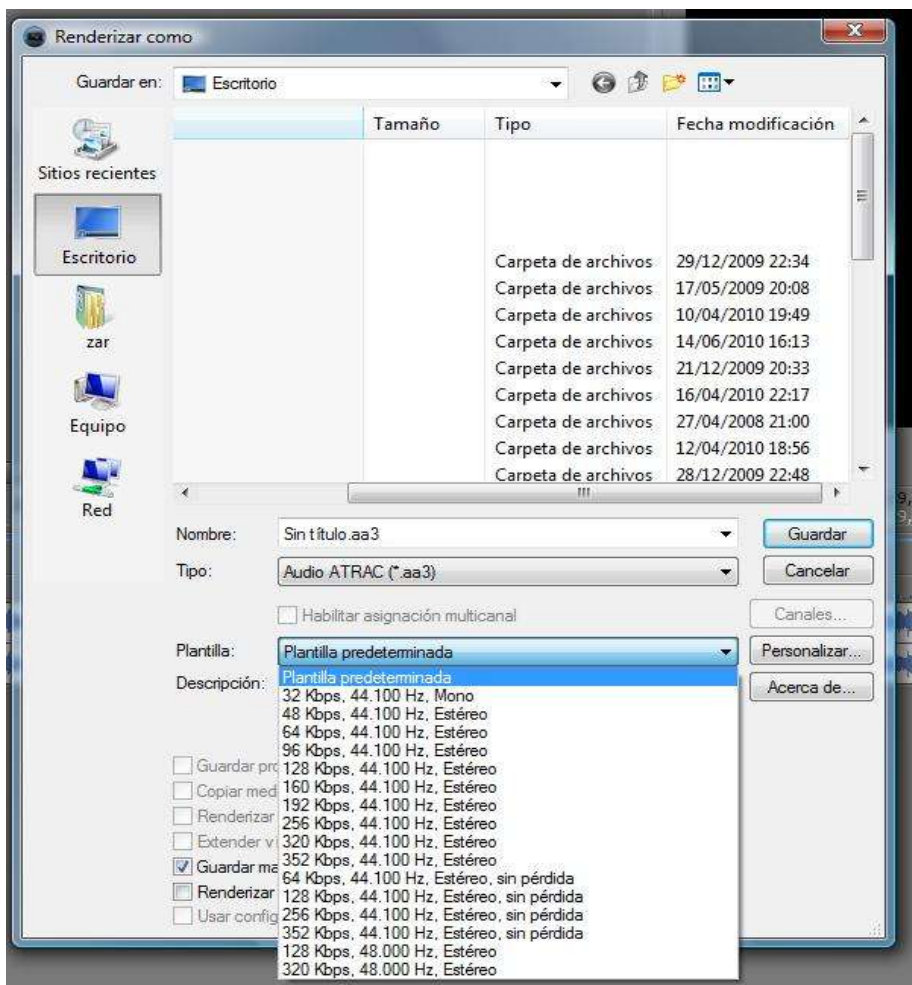 Renderizar como
Guardar en: Escritorio
Tamaño Tipo Fecha modificación
Sitios recientes
Escritorio
zar
Equipo
Red
Carpeta de archivos 29/12/2009 22:34
Carpeta de archivos 17/05/2009 20:08
Carpeta de archivos 10/04/2010 19:49
Carpeta de archivos 14/06/2010 16:13
Carpeta de archivos 21/12/2009 20:33
Carpeta de archivos 16/04/2010 22:17
Carpeta de archivos 27/04/2008 21:00
Carpeta de archivos 12/04/2010 18:56
Carpeta de archivos 28/12/2009 22:48
Nombre: Sin título.aa3 Guardar
Tipo: Audio ATRAC (*.aa3) Cancelar
Habilitar asignación multicanal Canales...
Plantilla: Plantilla predeterminada Personalizar...
Descripción: Acerca de...
Plantilla predeterminada
32 Kbps, 44.100 Hz, Mono
48 Kbps, 44.100 Hz, Estéreo
64 Kbps, 44.100 Hz, Estéreo
96 Kbps, 44.100 Hz, Estéreo
128 Kbps, 44.100 Hz, Estéreo
160 Kbps, 44.100 Hz, Estéreo
192 Kbps, 44.100 Hz, Estéreo
256 Kbps, 44.100 Hz, Estéreo
320 Kbps, 44.100 Hz, Estéreo
352 Kbps, 44.100 Hz, Estéreo
64 Kbps, 44.100 Hz, Estéreo, sin pérdida
128 Kbps, 44.100 Hz, Estéreo, sin pérdida
256 Kbps, 44.100 Hz, Estéreo, sin pérdida
352 Kbps, 44.100 Hz, Estéreo, sin pérdida
128 Kbps, 48.000 Hz, Estéreo
320 Kbps, 48.000 Hz, Estéreo
Guardar pro
Copiar med
Renderizar
Extender v
Guardar ma
Renderizar
Usar config